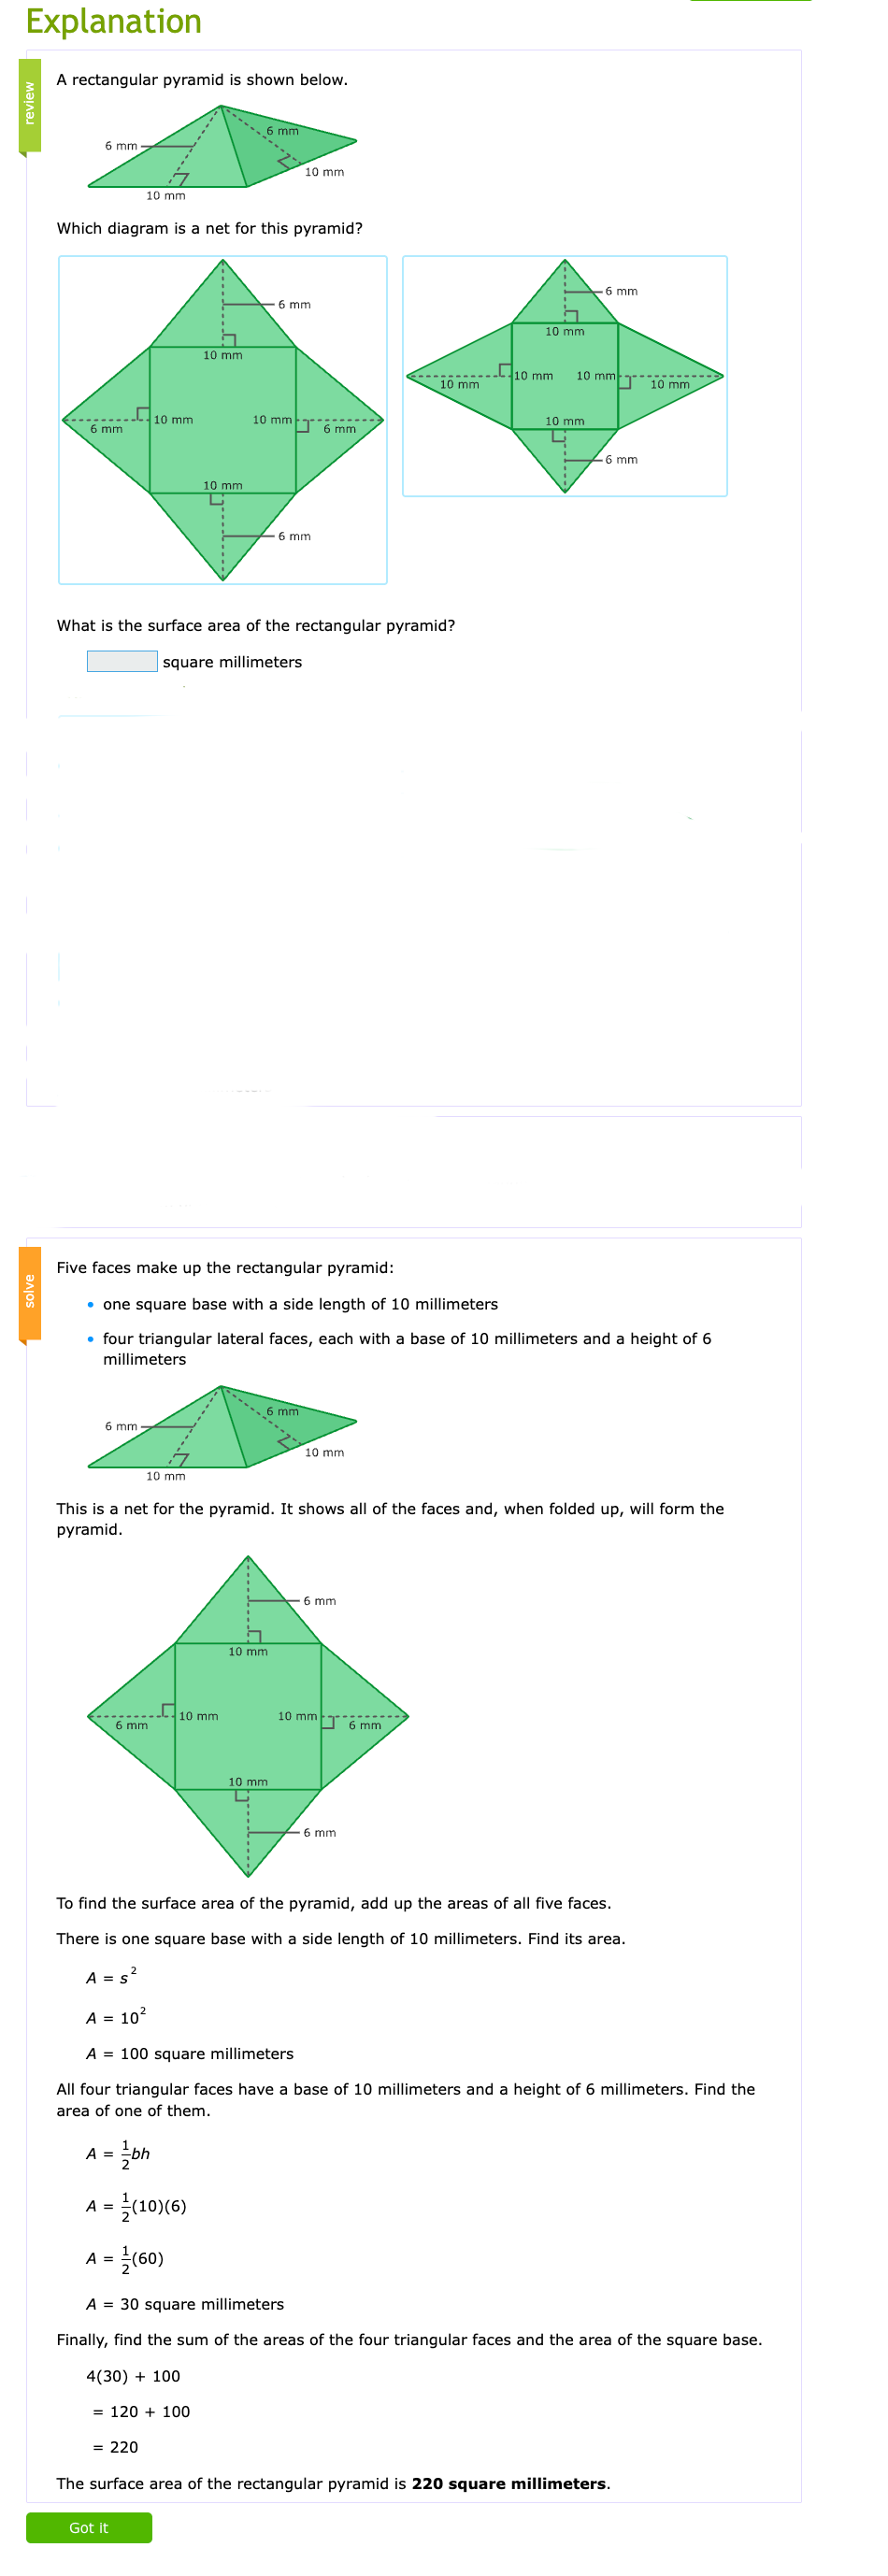 Explanation
review
A rectangular pyramid is shown below.
6 mm
6 mm
10 mm
10 mm
Which diagram is a net for this pyramid?
6 mm
10 mm
10 mm
10 mm
6 mm
6 mm
10 mm
6 mm
6 mm
10 mm
10 mm
10 mm
10 mm
10 mm
10 mm
6 mm
What is the surface area of the rectangular pyramid?
square millimeters
solve
Five faces make up the rectangular pyramid:
• one square base with a side length of 10 millimeters
• four triangular lateral faces, each with a base of 10 millimeters and a height of 6
millimeters
6 mm
6 mm
10 mm
10 mm
This is a net for the pyramid. It shows all of the faces and, when folded up, will form the
pyramid.
6 mm
10 mm
10 mm
10 mm
6 mm
6 mm
10 mm
6 mm
To find the surface area of the pyramid, add up the areas of all five faces.
There is one square base with a side length of 10 millimeters. Find its area.
A = s²
A = 10²
A = 100 square millimeters
All four triangular faces have a base of 10 millimeters and a height of 6 millimeters. Find the
area of one of them.
A = 1/2 bh
A = 1/2 (10)(6)
A = 1/2 (60)
A = 30 square millimeters
Finally, find the sum of the areas of the four triangular faces and the area of the square base.
4(30) + 100
= 120 + 100
= 220
The surface area of the rectangular pyramid is 220 square millimeters.
Got it